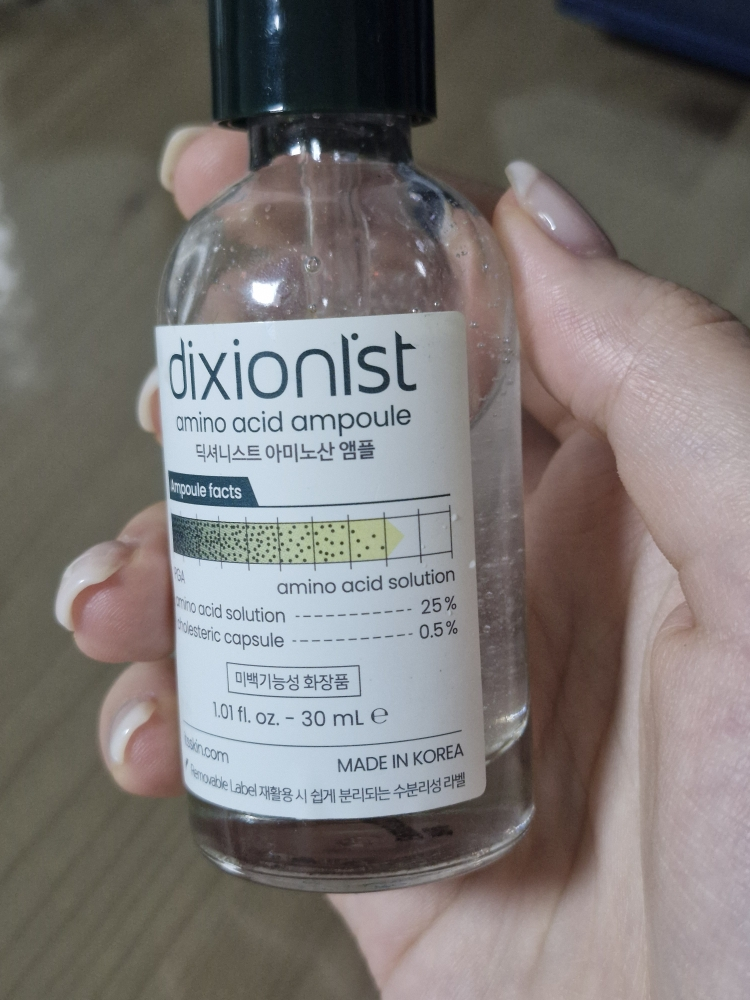 dixionist
amino acid ampoule
딕셔니스트 아미노산 앰플
Ampoule facts
PGA
amino acid solution
amino acid solution ------------ 25%
cholesteric capsule ------------ 0.5%
미백기능성 화장품
1.01 fl. oz. - 30 mL ℮
MADE IN KOREA
Removable Label 재활용 시 쉽게 분리되는 수분리성 라벨